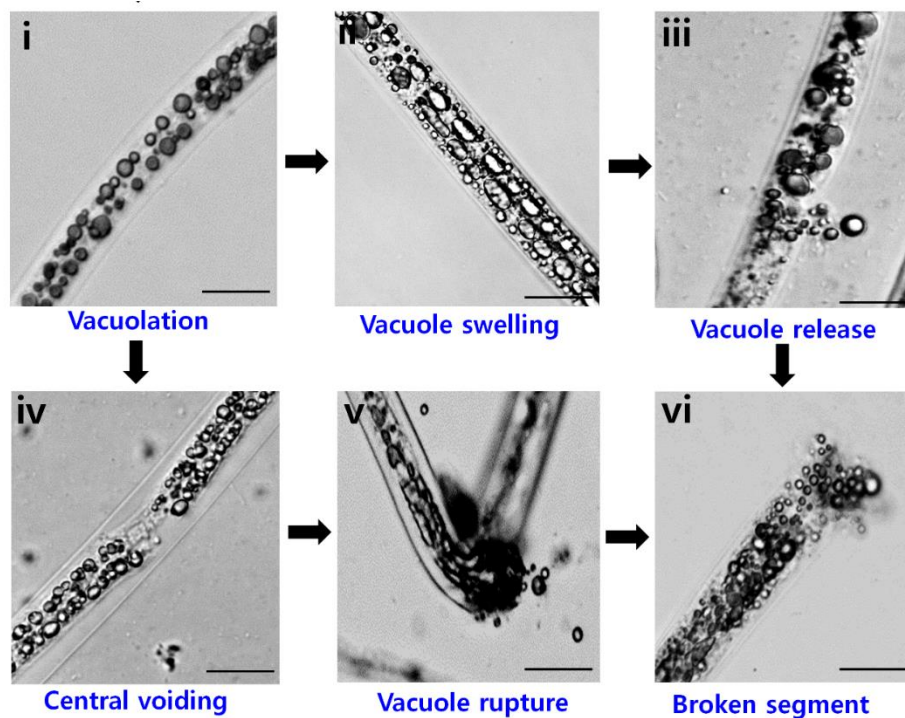 i
ii
iii
Vacuolation
Vacuole swelling
Vacuole release
iv
v
vi
Central voiding
Vacuole rupture
Broken segment